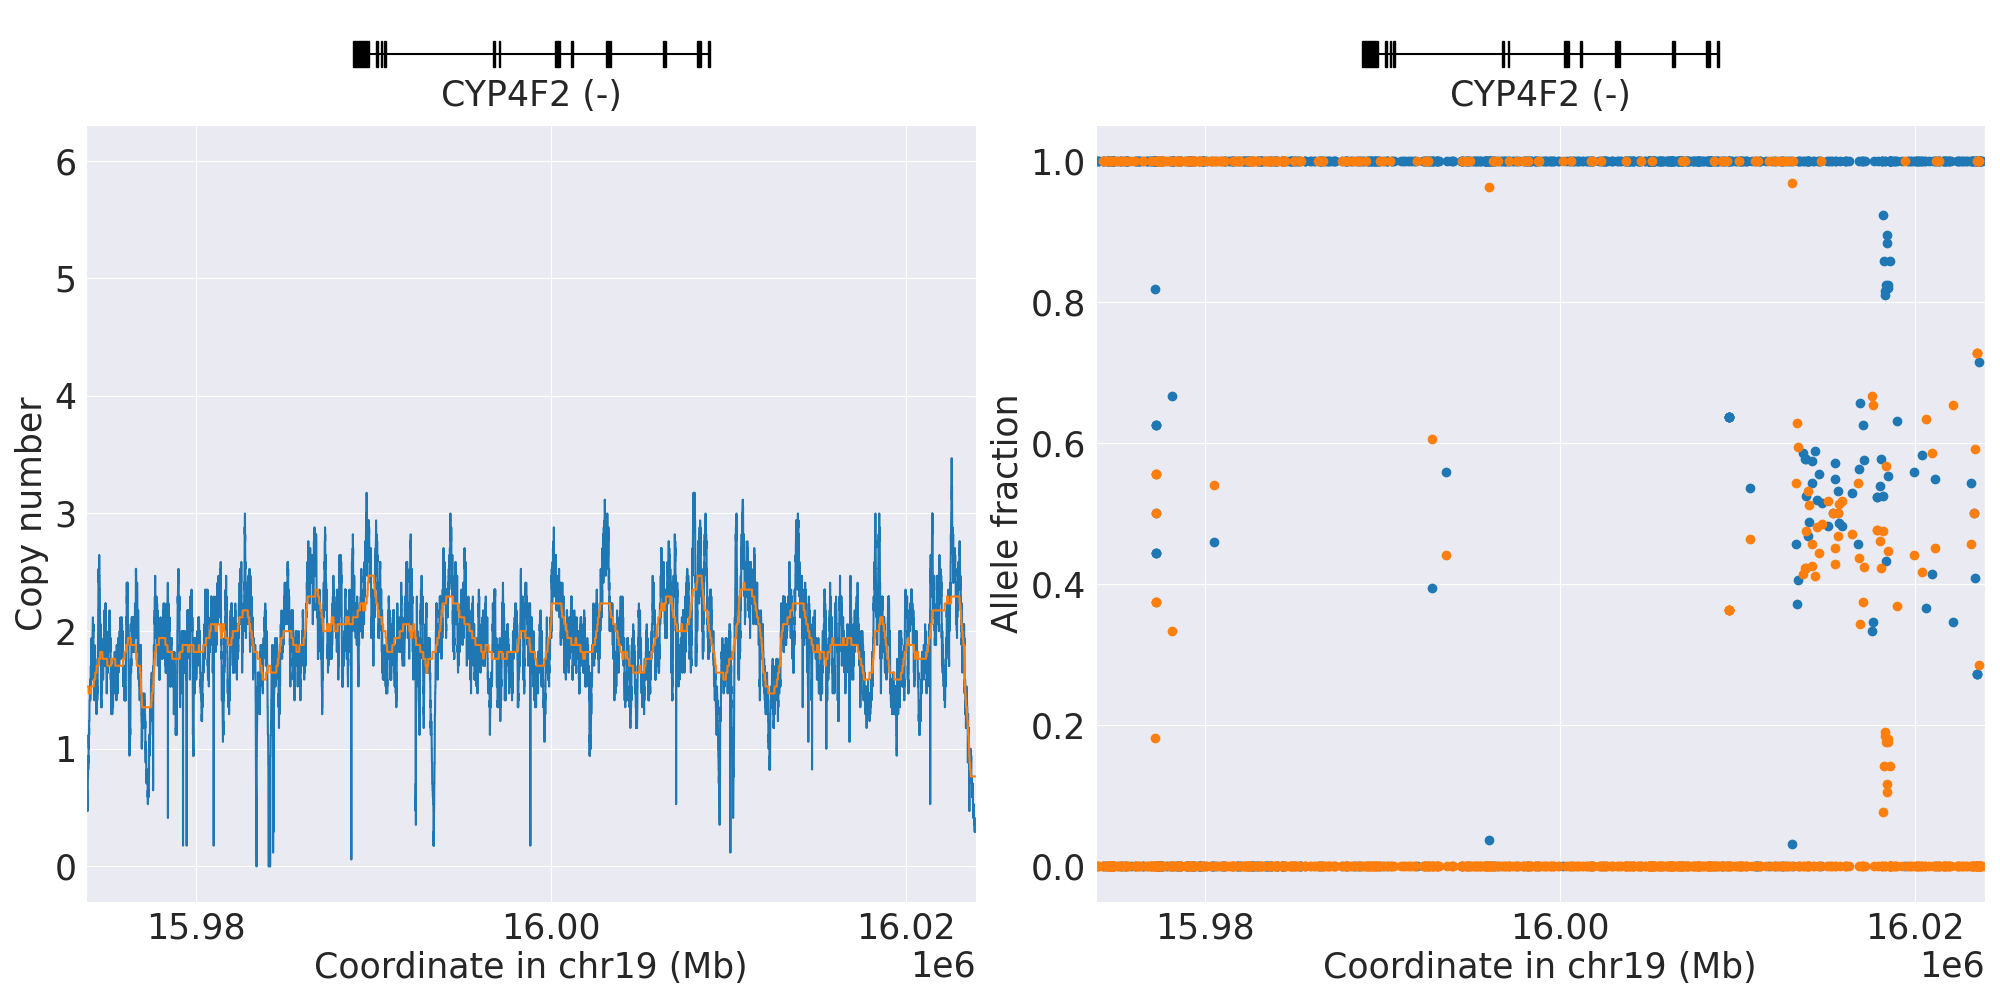 CYP4F2 (-)
Copy number
6
5
4
3
2
1
0
15.98
16.00
16.02
Coordinate in chr19 (Mb)
1e6
CYP4F2 (-)
Allele fraction
1.0
0.8
0.6
0.4
0.2
0.0
15.98
16.00
16.02
Coordinate in chr19 (Mb)
1e6